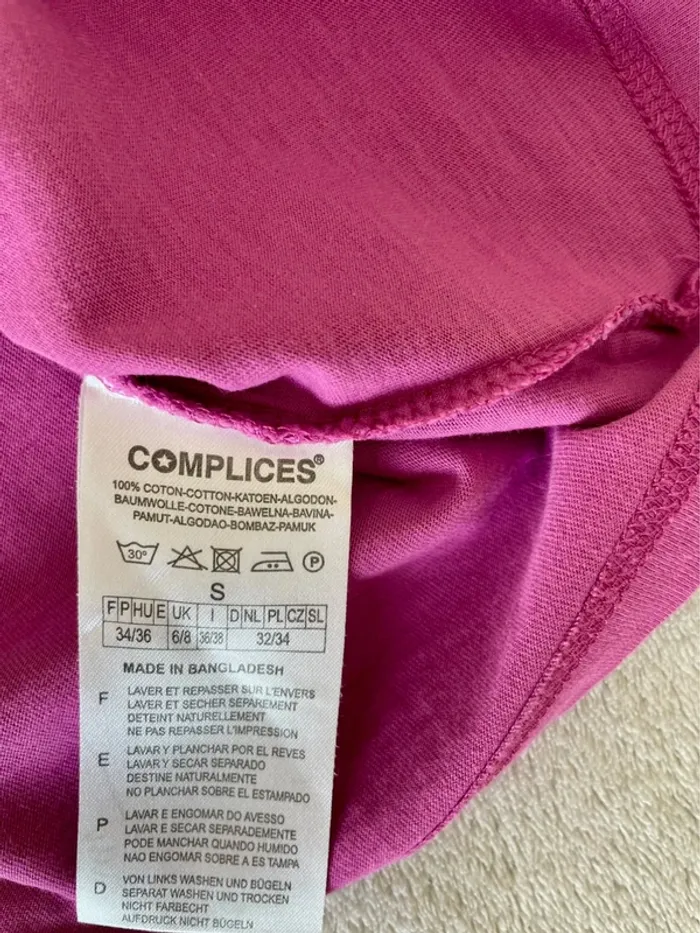 COMPLICES®
100% COTON-COTTON-KATOEN-ALGODON-
BAUMWOLLE-COTONE-BAWELNA-BAVINA-
PAMUT-ALGODAO-BOMBAZ-PAMUK
30° P
S
F P HU E UK I D NL PL CZ SL
34/36 6/8 36/38 32/34
MADE IN BANGLADESH
F LAVER ET REPASSER SUR L'ENVERS
LAVER ET SECHER SEPAREMENT
DETEINT NATURELLEMENT
NE PAS REPASSER L'IMPRESSION
E LAVAR Y PLANCHAR POR EL REVES
LAVAR Y SECAR SEPARADO
DESTINE NATURALMENTE
NO PLANCHAR SOBRE EL ESTAMPADO
P LAVAR E ENGOMAR DO AVESSO
LAVAR E SECAR SEPARADEMENTE
PODE MANCHAR QUANDO HUMIDO
NAO ENGOMAR SOBRE A ES TAMPA
D VON LINKS WASHEN UND BÜGELN
SEPARAT WASHEN UND TROCKEN
NICHT FARBECHT
AUFDRUCK NICHT BÜGELN